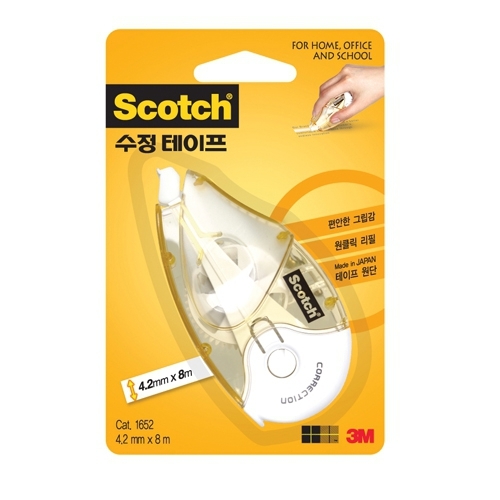 FOR HOME, OFFICE
AND SCHOOL
Scotch®
수정 테이프
편안한 그립감
원클릭 리필
Made in JAPAN
테이프 원단
Scotch
CORRECTION
4.2mm x 8m
Cat. 1652
4.2 mm x 8 m
3M